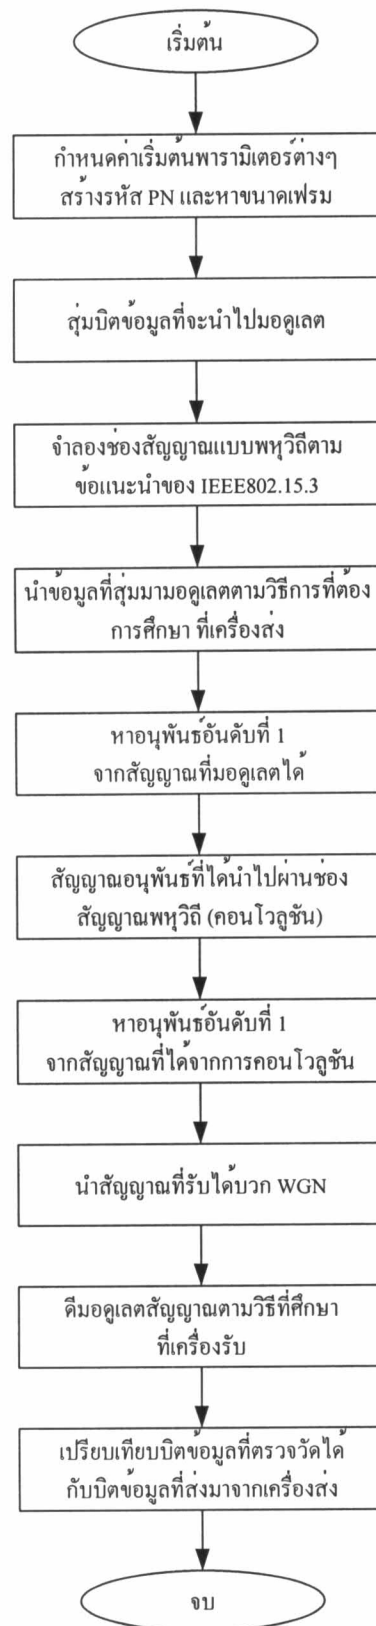 เริ่มต้น
กำหนดค่าเริ่มต้นพารามิเตอร์ต่างๆ
สร้างรหัส PN และหาขนาดเฟรม
สุ่มบิตข้อมูลที่จะนำไปมอดูเลต
จำลองช่องสัญญาณแบบพหุวิถีตาม
ข้อแนะนำของ IEEE802.15.3
นำข้อมูลที่สุ่มมามอดูเลตตามวิธีการที่ต้อง
การศึกษา ที่เครื่องส่ง
หาอนุพันธ์อันดับที่ 1
จากสัญญาณที่มอดูเลตได้
สัญญาณอนุพันธ์ที่ได้นำไปผ่านช่อง
สัญญาณพหุวิถี (คอนโวลูชัน)
หาอนุพันธ์อันดับที่ 1
จากสัญญาณที่ได้จากการคอนโวลูชัน
นำสัญญาณที่รับได้บวก WGN
ดีมอดูเลตสัญญาณตามวิธีที่ศึกษา
ที่เครื่องรับ
เปรียบเทียบบิตข้อมูลที่ตรวจวัดได้
กับบิตข้อมูลที่ส่งมาจากเครื่องส่ง
จบ